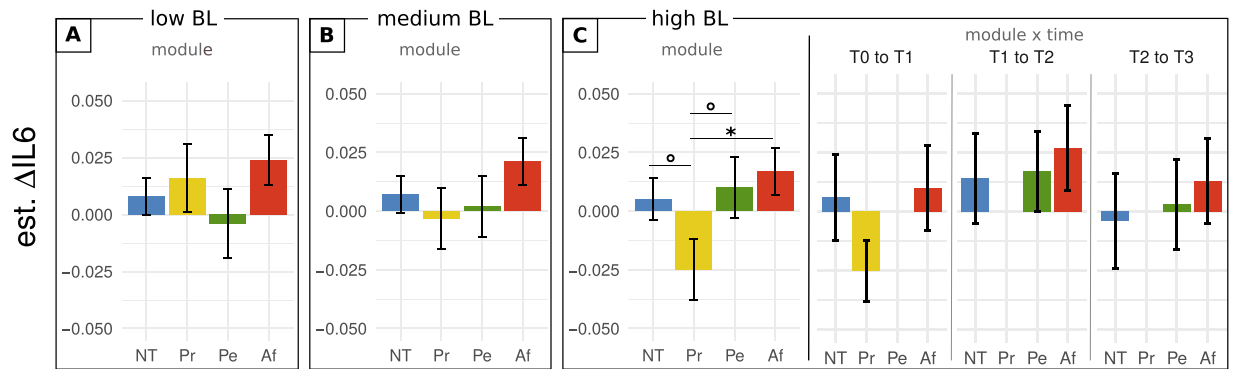 low BL
medium BL
high BL
A
B
C
module
module
module
module x time
T0 to T1
T1 to T2
T2 to T3
est. ΔIL6
0.050
0.025
0.000
−0.025
−0.050
0.050
0.025
0.000
−0.025
−0.050
0.050
0.025
0.000
−0.025
−0.050
° 
*
°
NT Pr Pe Af
NT Pr Pe Af
NT Pr Pe Af
NT Pr Pe Af
NT Pr Pe Af
NT Pr Pe Af